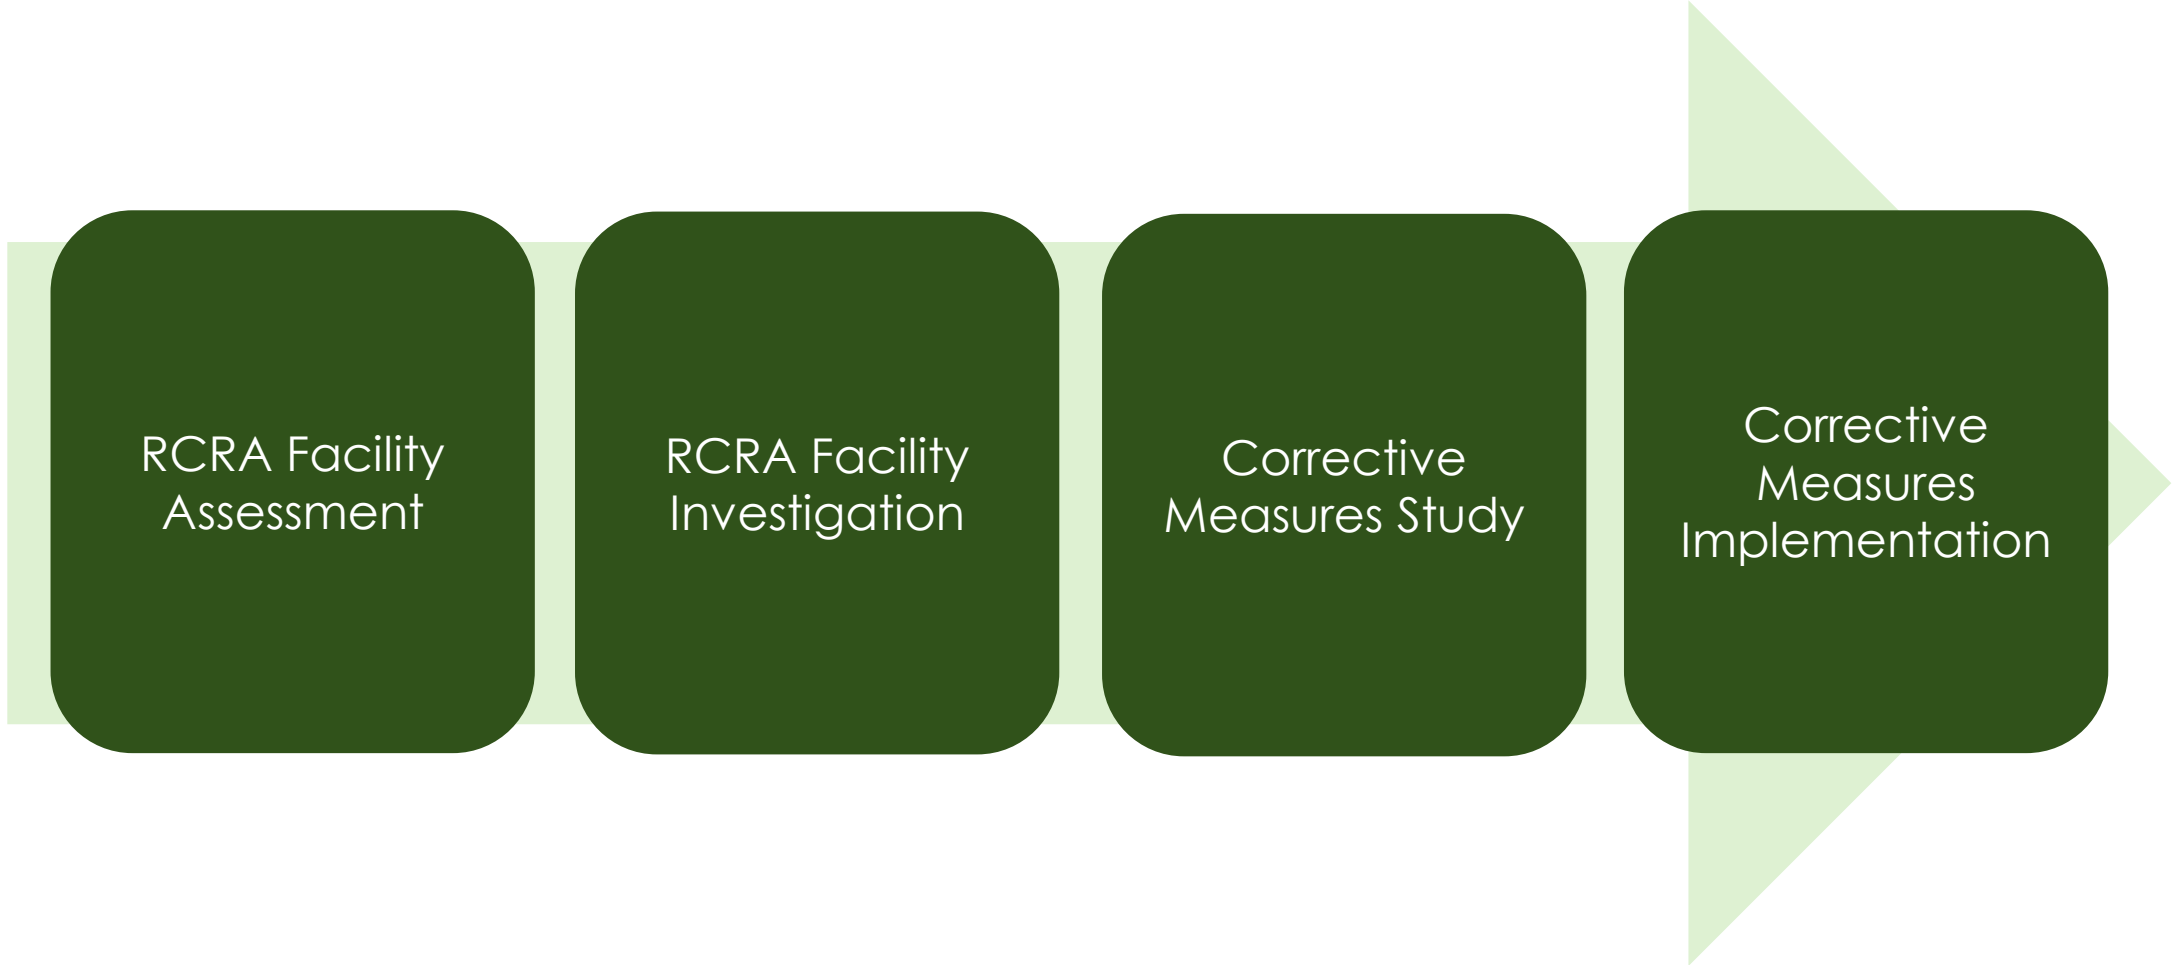 RCRA Facility
Assessment
RCRA Facility
Investigation
Corrective
Measures Study
Corrective
Measures
Implementation